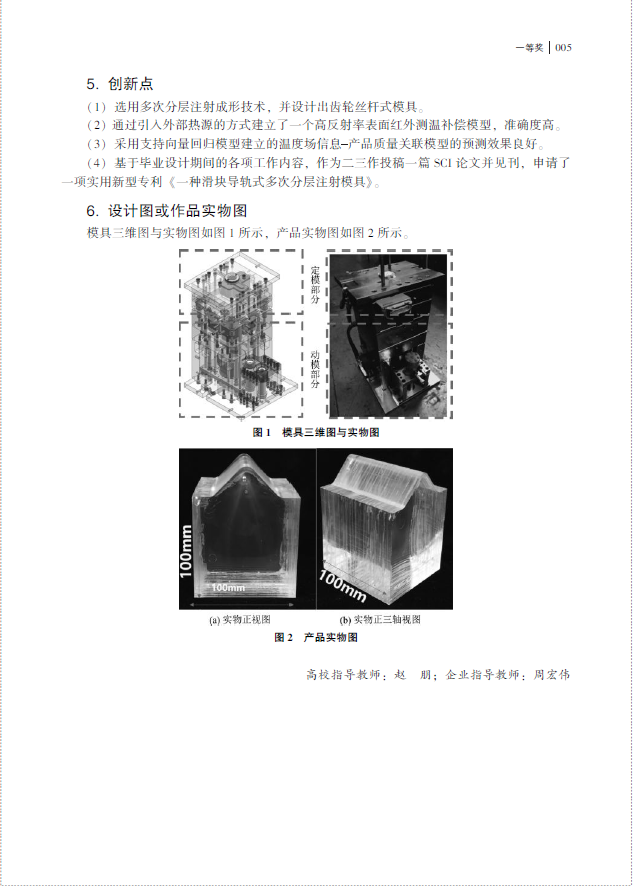 一等奖 005
5. 创新点
(1) 选用多次分层注射成形技术，并设计出齿轮丝杆式模具。
(2) 通过引入外部热源的方式建立了一个高反射率表面红外测温补偿模型，准确度高。
(3) 采用支持向量回归模型建立的温度场信息–产品质量关联模型的预测效果良好。
(4) 基于毕业设计期间的各项工作内容，作为二三作投稿一篇 SCI 论文并见刊，申请了
一项实用新型专利《一种滑块导轨式多次分层注射模具》。
6. 设计图或作品实物图
模具三维图与实物图如图 1 所示，产品实物图如图 2 所示。
定模部分
动模部分
图 1 模具三维图与实物图
100mm
100mm
100mm
(a) 实物正视图
(b) 实物正三轴视图
图 2 产品实物图
高校指导教师：赵 朋；企业指导教师：周宏伟